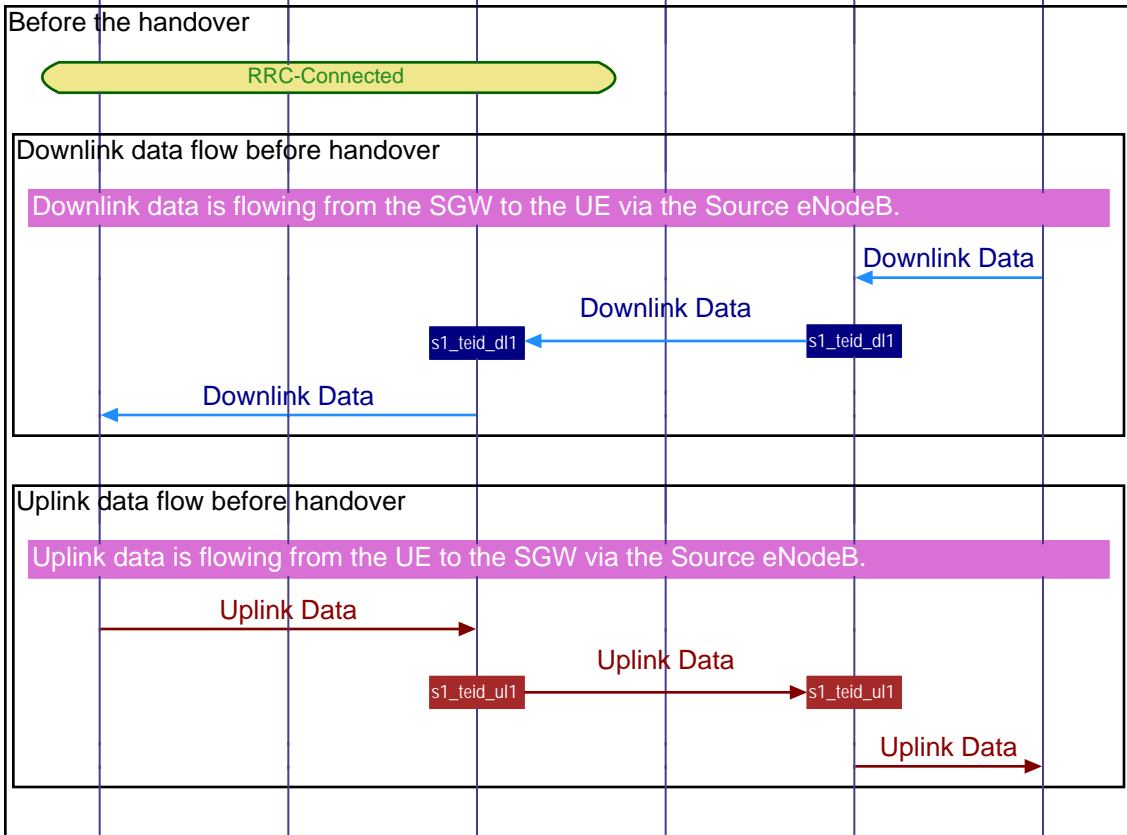 Before the handover
RRC-Connected
Downlink data flow before handover
Downlink data is flowing from the SGW to the UE via the Source eNodeB.
Downlink Data
Downlink Data
s1_teid_dl1
s1_teid_dl1
Downlink Data
Uplink data flow before handover
Uplink data is flowing from the UE to the SGW via the Source eNodeB.
Uplink Data
Uplink Data
s1_teid_ul1
s1_teid_ul1
Uplink Data